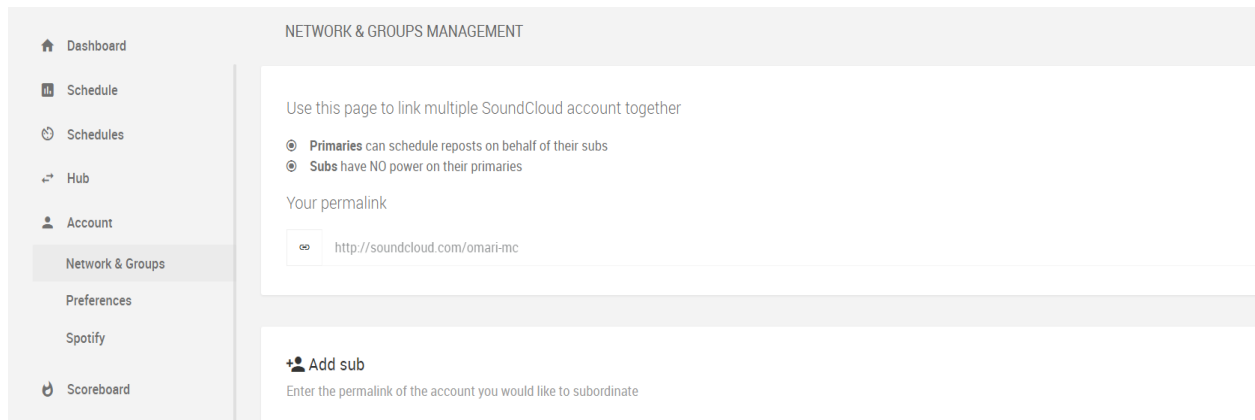 Dashboard
Schedule
Schedules
Hub
Account
Network & Groups
Preferences
Spotify
Scoreboard
NETWORK & GROUPS MANAGEMENT
Use this page to link multiple SoundCloud account together
Primaries can schedule reposts on behalf of their subs
Subs have NO power on their primaries
Your permalink
http://soundcloud.com/omari-mc
Add sub
Enter the permalink of the account you would like to subordinate